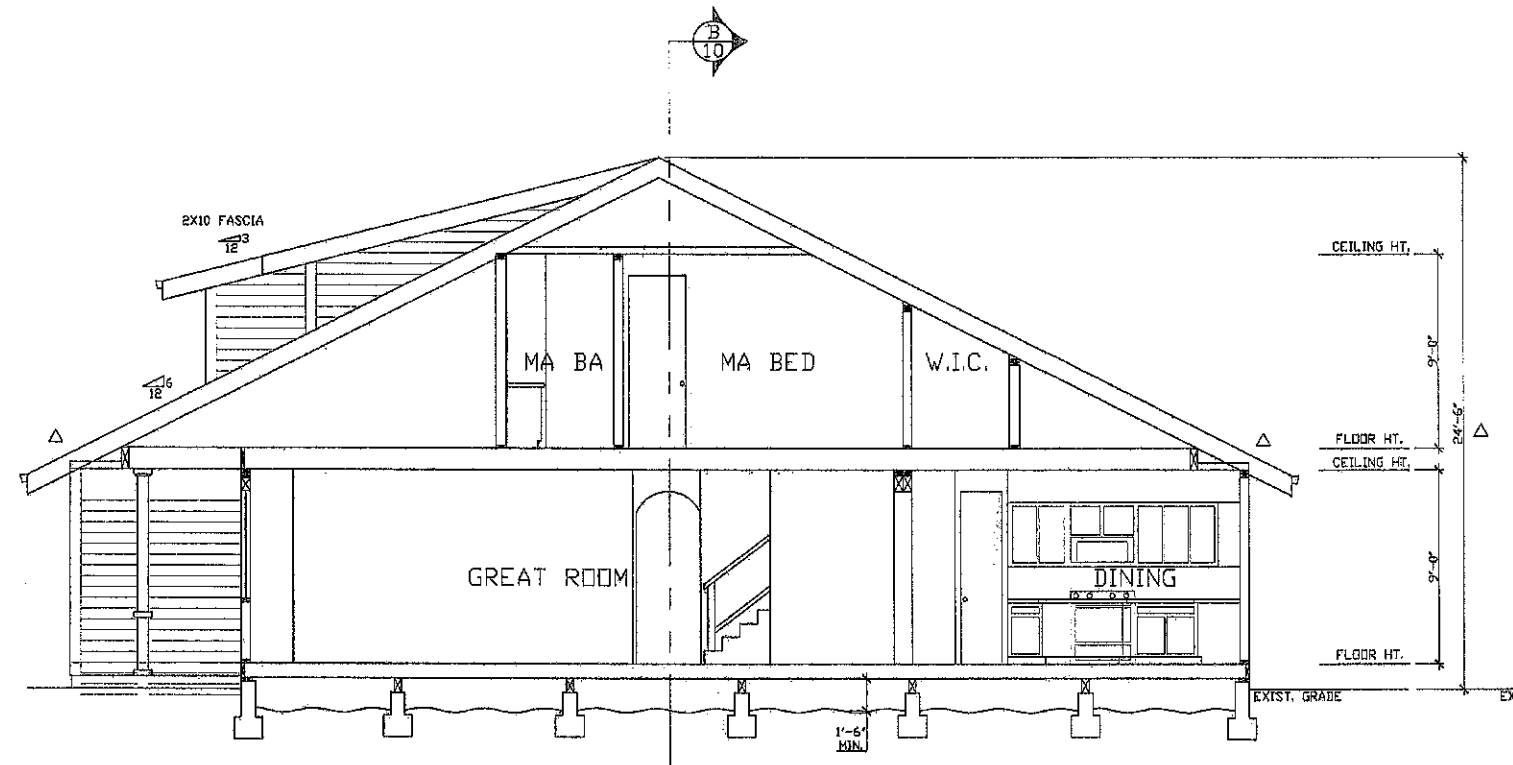 B
10
2X10 FASCIA
3
12
CEILING HT.
MA BA
MA BED
W.I.C.
9'-0"
6
12
24'-6"
FLOOR HT.
CEILING HT.
GREAT ROOM
DINING
9'-0"
FLOOR HT.
EXIST. GRADE
EX
1'-6"
MIN.